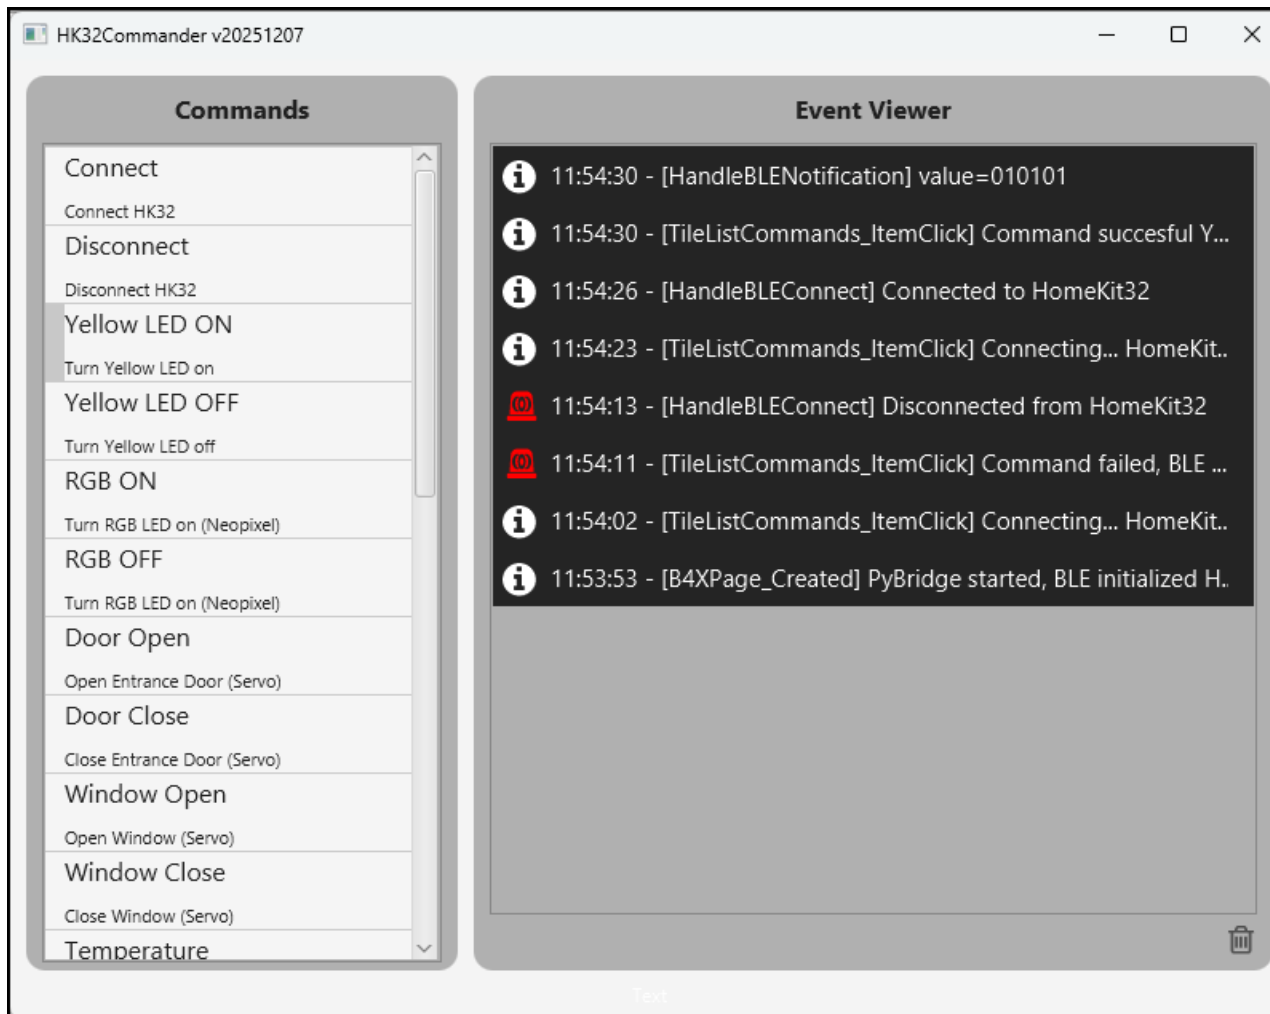 HK32Commander v20251207
Commands
Connect
Connect HK32
Disconnect
Disconnect HK32
Yellow LED ON
Turn Yellow LED on
Yellow LED OFF
Turn Yellow LED off
RGB ON
Turn RGB LED on (Neopixel)
RGB OFF
Turn RGB LED on (Neopixel)
Door Open
Open Entrance Door (Servo)
Door Close
Close Entrance Door (Servo)
Window Open
Open Window (Servo)
Window Close
Close Window (Servo)
Temperature
Event Viewer
11:54:30 - [HandleBLENotification] value=010101
11:54:30 - [TileListCommands_ItemClick] Command succesful Y...
11:54:26 - [HandleBLEConnect] Connected to HomeKit32
11:54:23 - [TileListCommands_ItemClick] Connecting... HomeKit..
11:54:13 - [HandleBLEConnect] Disconnected from HomeKit32
11:54:11 - [TileListCommands_ItemClick] Command failed, BLE ...
11:54:02 - [TileListCommands_ItemClick] Connecting... HomeKit..
11:53:53 - [B4XPage_Created] PyBridge started, BLE initialized H..
Text